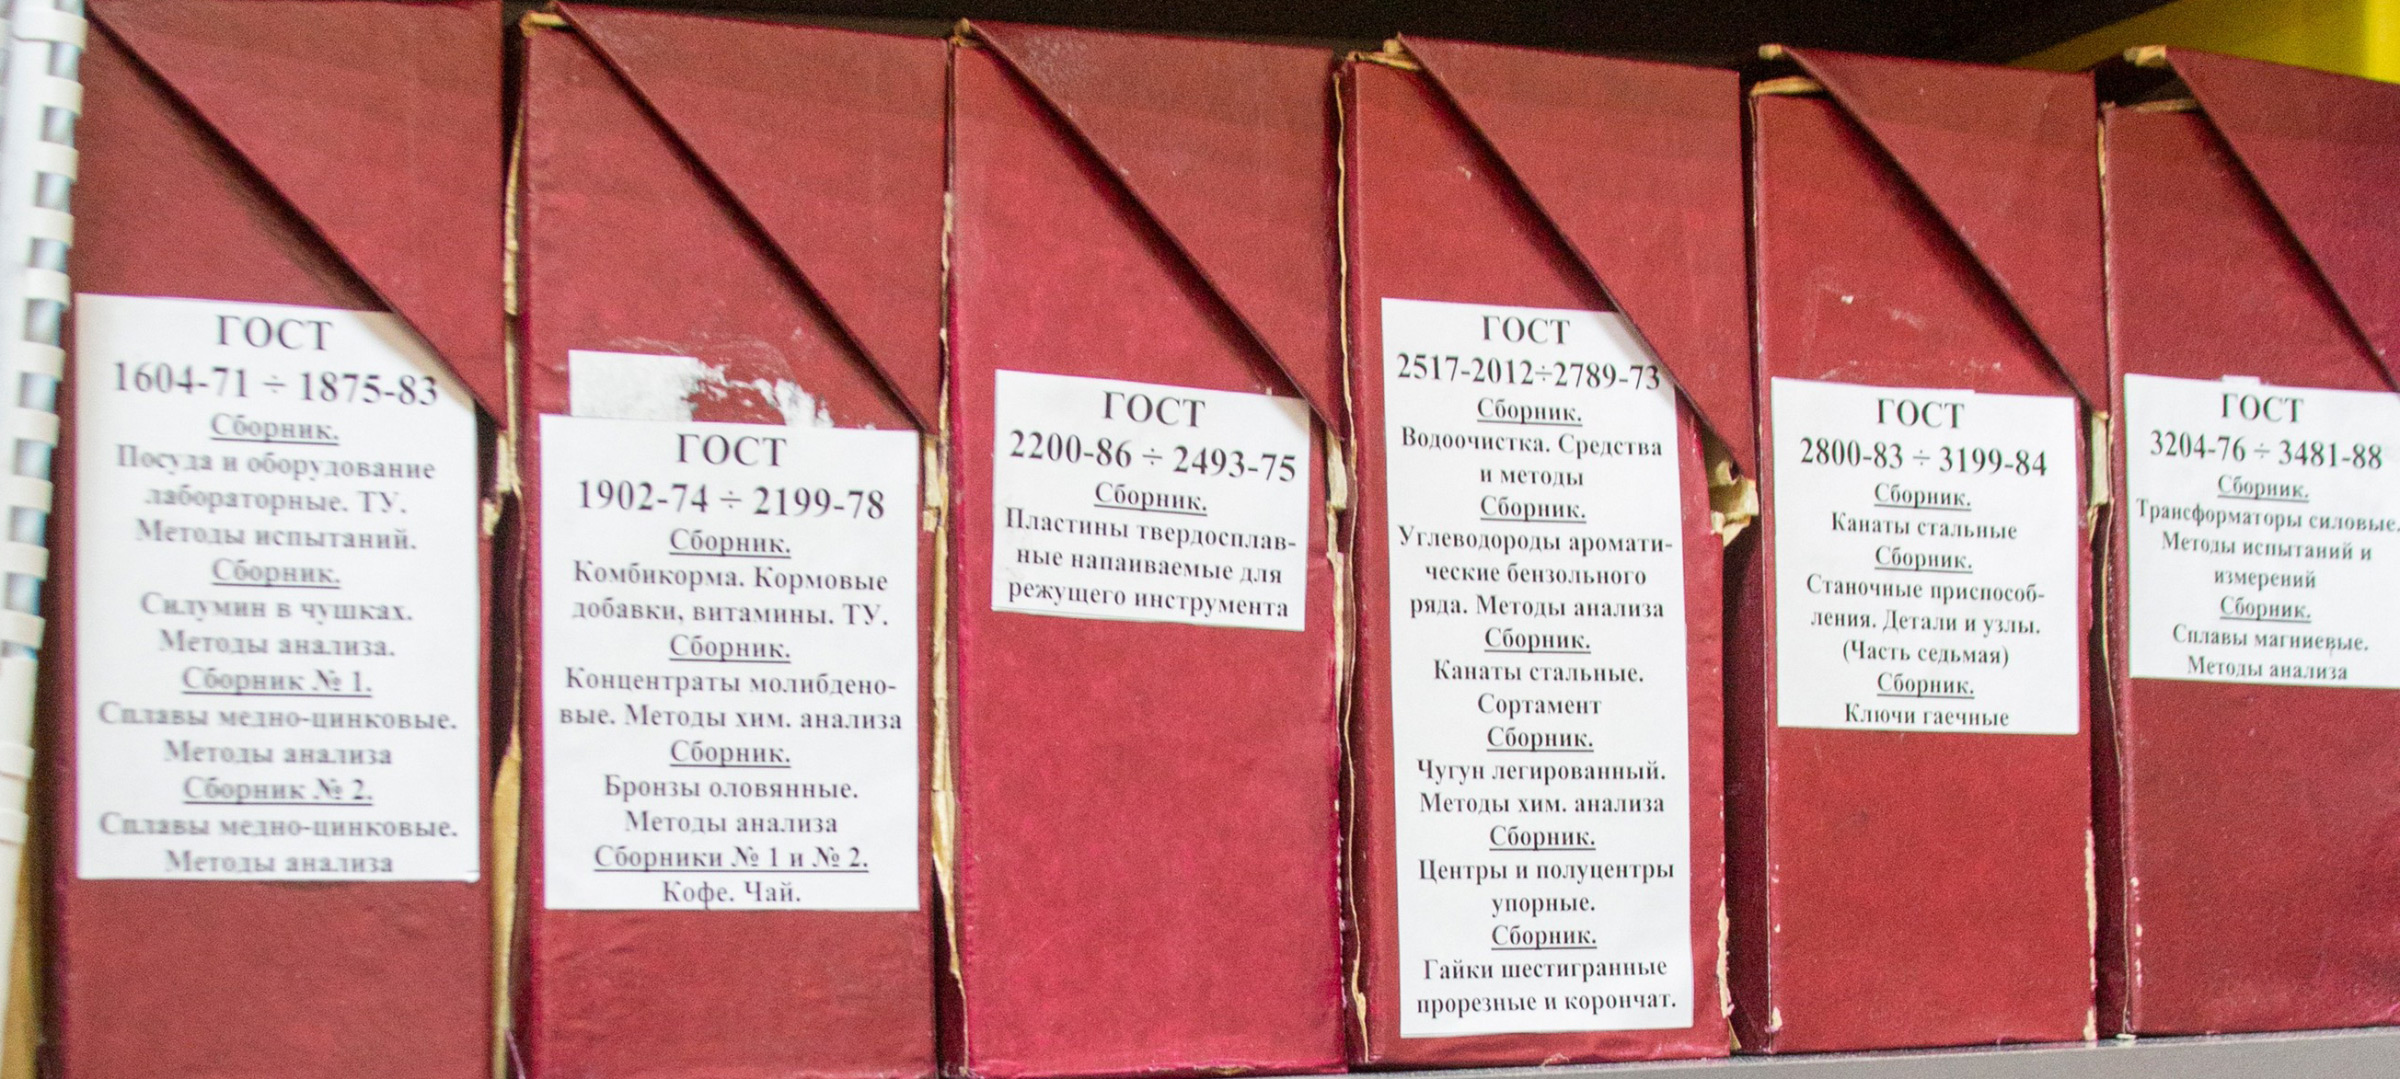 ГОСТ
1604-71 ÷ 1875-83
Сборник.
Посуда и оборудование
лабораторные. ТУ.
Методы испытаний.
Сборник.
Силумин в чушках.
Методы анализа.
Сборник № 1.
Сплавы медно-цинковые.
Методы анализа
Сборник № 2.
Сплавы медно-цинковые.
Методы анализа
ГОСТ
1902-74 ÷ 2199-78
Сборник.
Комбикорма. Кормовые
добавки, витамины. ТУ.
Сборник.
Концентраты молибдено-
вые. Методы хим. анализа
Сборник.
Бронзы оловянные.
Методы анализа
Сборники № 1 и № 2.
Кофе. Чай.
ГОСТ
2200-86 ÷ 2493-75
Сборник.
Пластины твердосплав-
ные напаиваемые для
режущего инструмента
ГОСТ
2517-2012÷2789-73
Сборник.
Водоочистка. Средства
и методы
Сборник.
Углеводороды аромати-
ческие бензольного
ряда. Методы анализа
Сборник.
Канаты стальные.
Сортамент
Сборник.
Чугун легированный.
Методы хим. анализа
Сборник.
Центры и полуцентры
упорные.
Сборник.
Гайки шестигранные
прорезные и корончат.
ГОСТ
2800-83 ÷ 3199-84
Сборник.
Канаты стальные
Сборник.
Станочные приспособ-
ления. Детали и узлы.
(Часть седьмая)
Сборник.
Ключи гаечные
ГОСТ
3204-76 ÷ 3481-88
Сборник.
Трансформаторы силовые.
Методы испытаний и
измерений
Сборник.
Сплавы магниевые.
Методы анализа